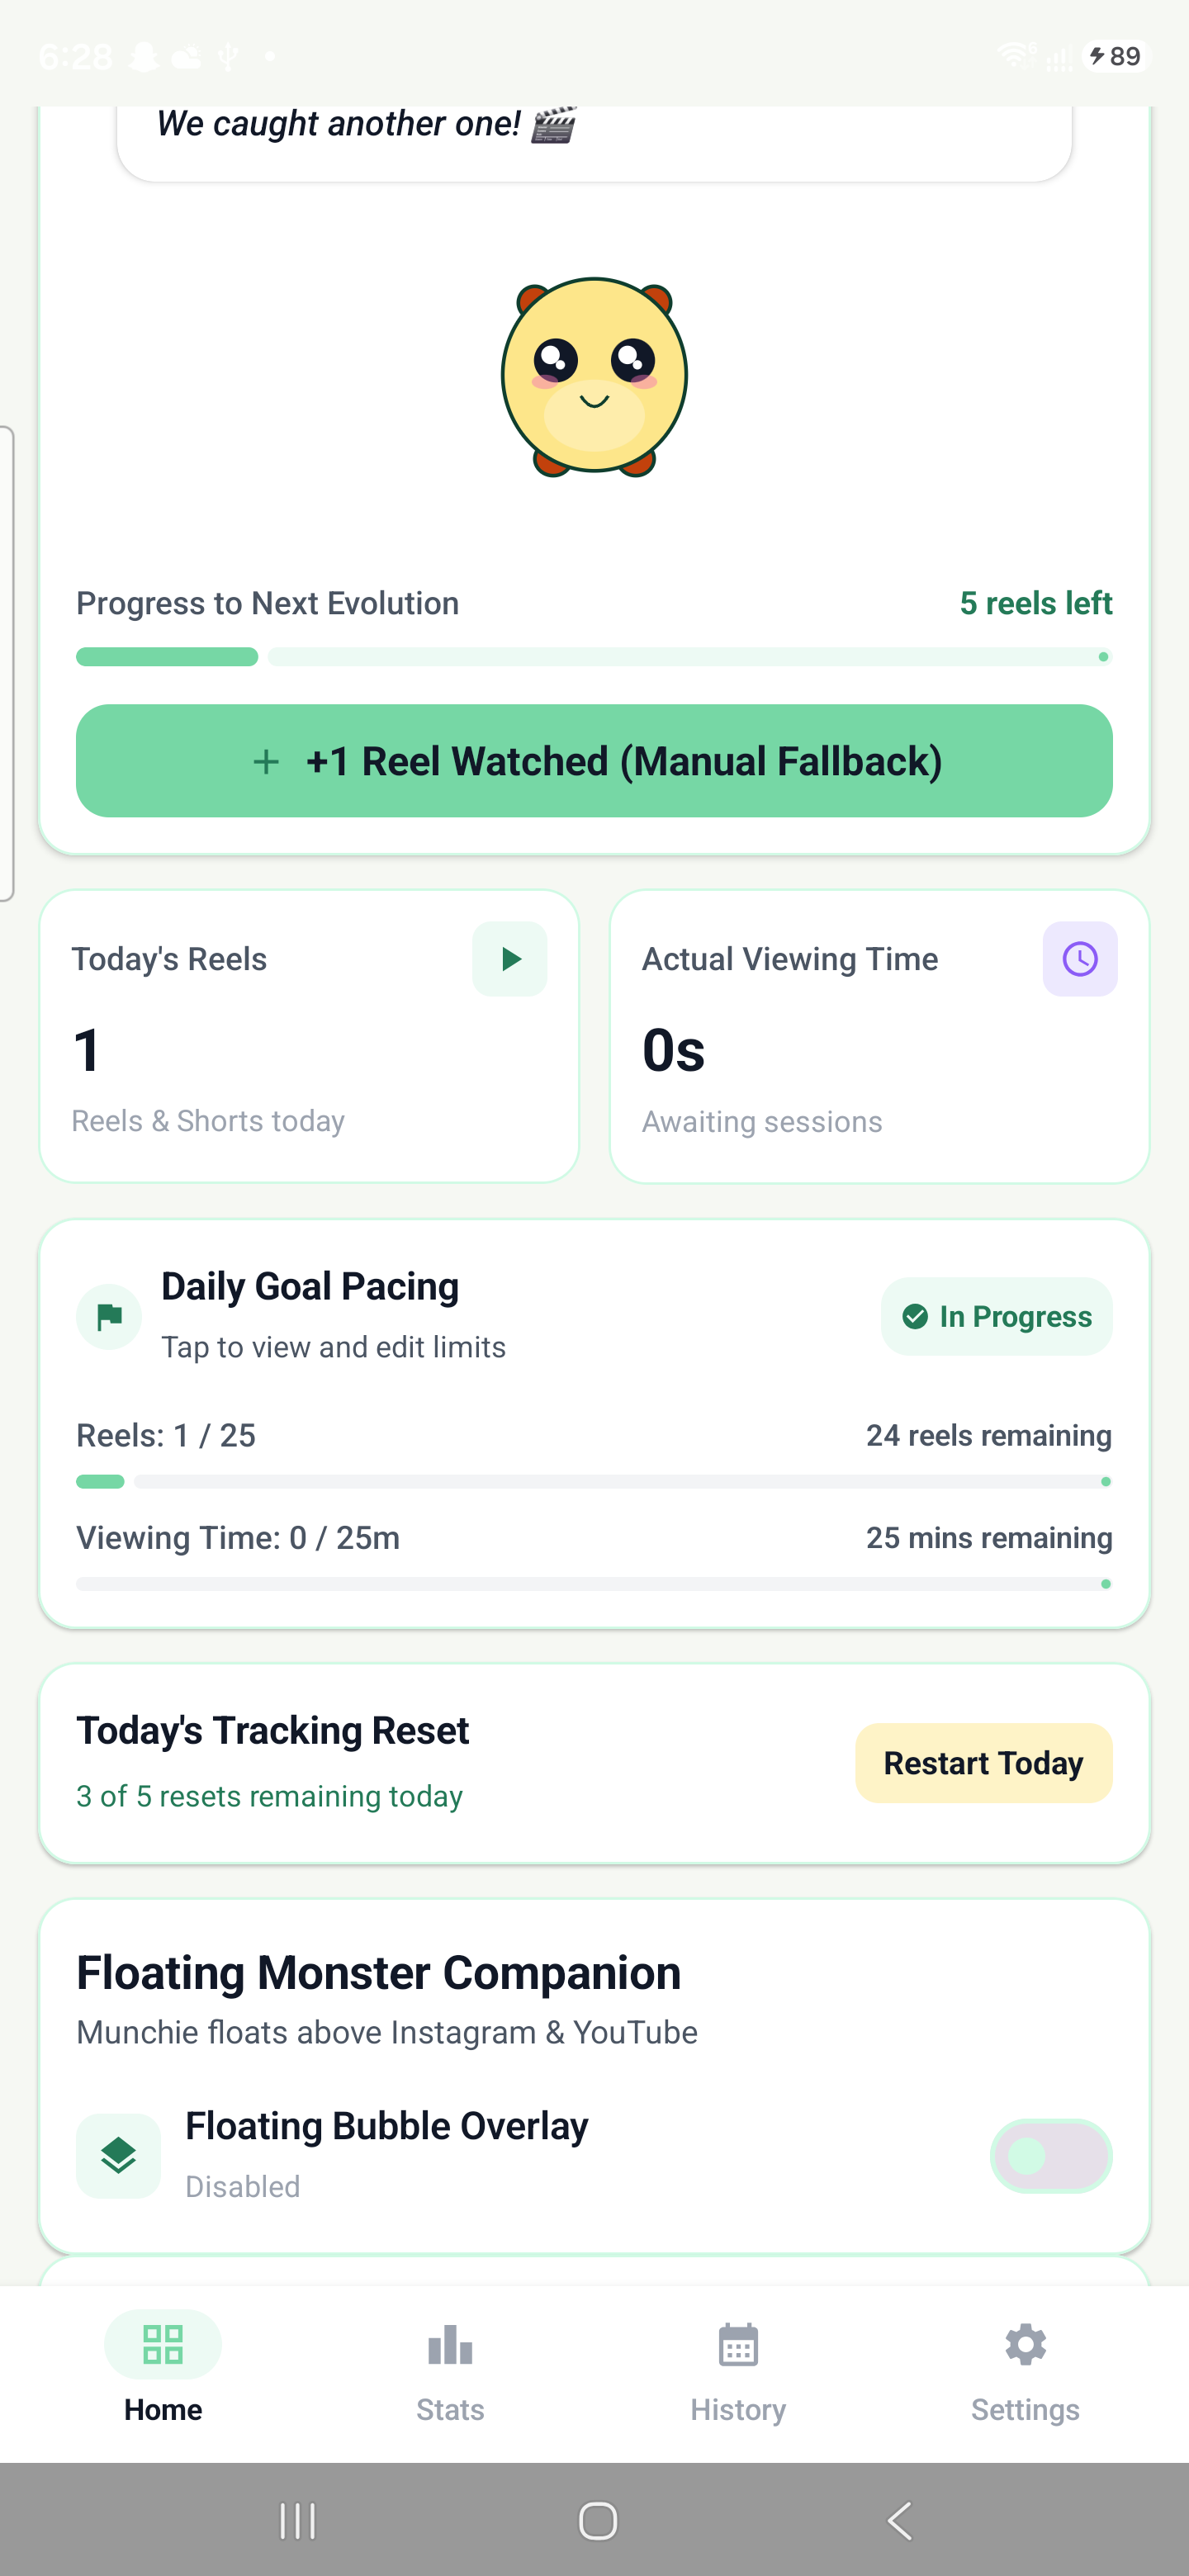 6:28
6
89
We caught another one! 🎬
Progress to Next Evolution
5 reels left
+ +1 Reel Watched (Manual Fallback)
Today's Reels
1
Reels & Shorts today
Actual Viewing Time
0s
Awaiting sessions
Daily Goal Pacing
Tap to view and edit limits
In Progress
Reels: 1 / 25
24 reels remaining
Viewing Time: 0 / 25m
25 mins remaining
Today's Tracking Reset
3 of 5 resets remaining today
Restart Today
Floating Monster Companion
Munchie floats above Instagram & YouTube
Floating Bubble Overlay
Disabled
Home
Stats
History
Settings